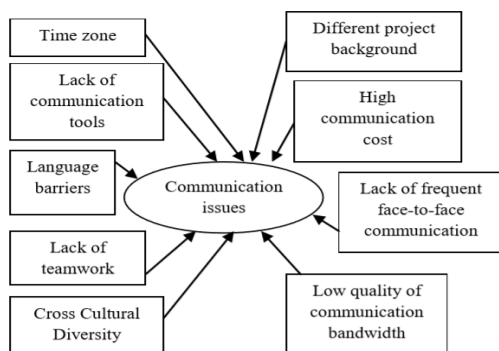 Time zone
Different project
background
Lack of
communication
tools
High
communication
cost
Language
barriers
Communication
issues
Lack of frequent
face-to-face
communication
Lack of
teamwork
Cross Cultural
Diversity
Low quality of
communication
bandwidth